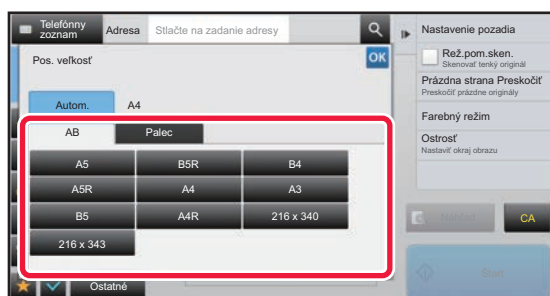 Telefónny
zoznam
Adresa
Stlačte na zadanie adresy
Pos. veľkosť
OK
Autom.
A4
AB
Palec
A5
B5R
B4
A5R
A4
A3
B5
A4R
216 x 340
216 x 343
Ostatné
Nastavenie pozadia
Rež.pom.sken.
Skenovať tenký originál
Prázdna strana Preskočiť
Preskočiť prázdne originály
Farebný režim
Ostrosť
Nastaviť okraj obrazu
CA
Štart